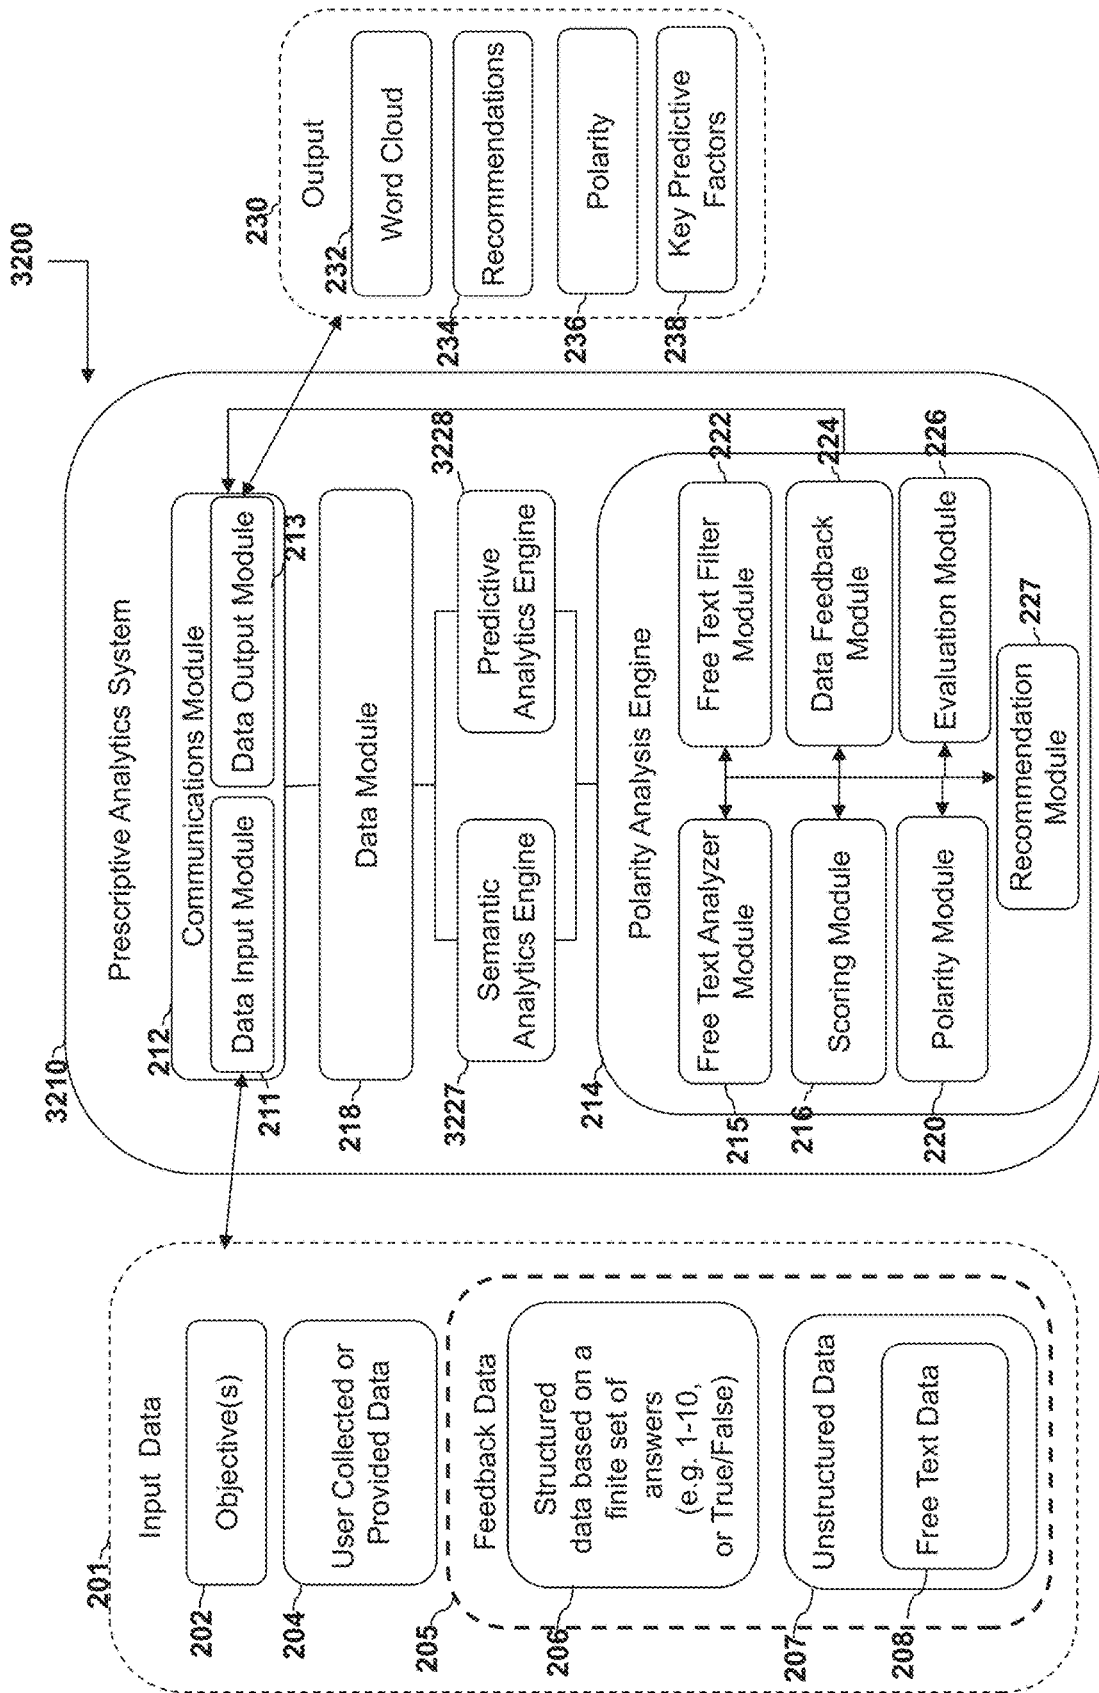 3200
201
Input Data
202
Objective(s)
204
User Collected or
Provided Data
205
Feedback Data
206
Structured
data based on a
finite set of
answers
(e.g. 1-10,
or True/False)
207
Unstructured Data
208
Free Text Data
3210
Prescriptive Analytics System
212
Communications Module
Data Input Module
211
Data Output Module
213
218
Data Module
3227
Semantic
Analytics Engine
3228
Predictive
Analytics Engine
214
Polarity Analysis Engine
215
Free Text Analyzer
Module
222
Free Text Filter
Module
216
Scoring Module
224
Data Feedback
Module
220
Polarity Module
226
Evaluation Module
227
Recommendation
Module
230
Output
232
Word Cloud
234
Recommendations
236
Polarity
238
Key Predictive
Factors